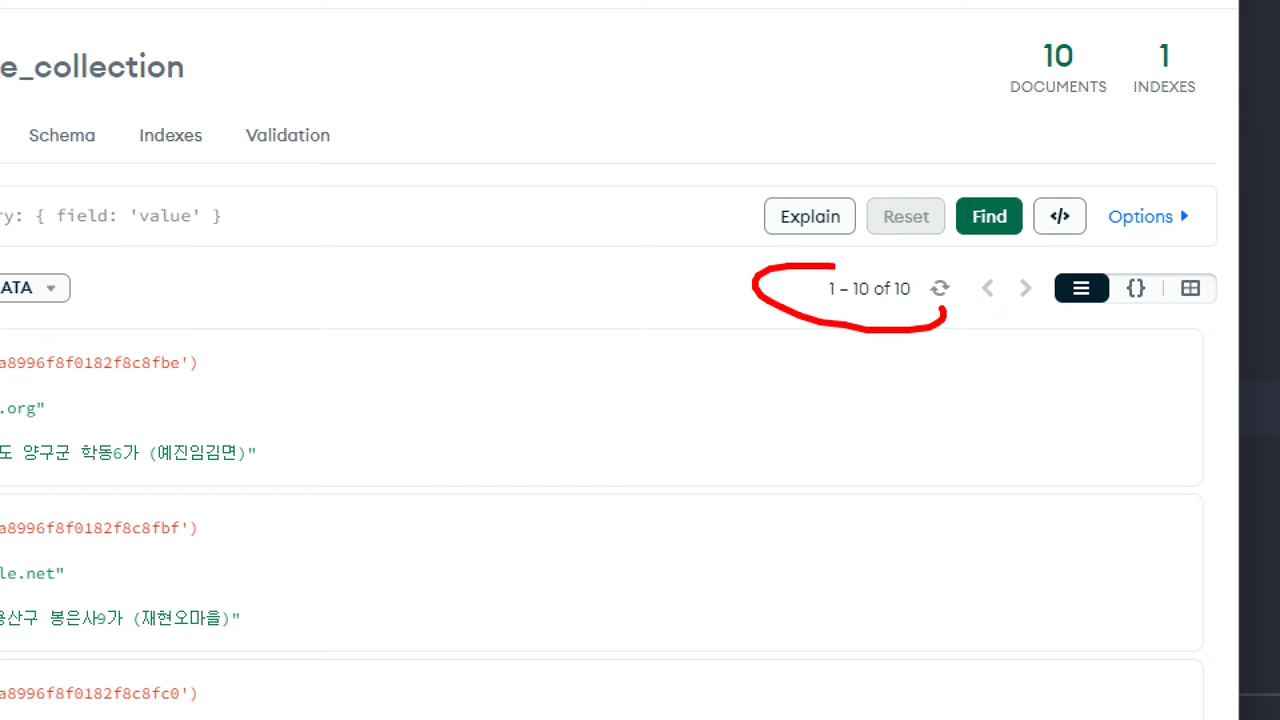 e_collection
10
DOCUMENTS
1
INDEXES
Schema Indexes Validation
ry: { field: 'value' }
Explain Reset Find </> Options
ATA
1 – 10 of 10
{}
a8996f8f0182f8c8fbe')
.org"
도 양구군 학동6가 (예진임김면)"
a8996f8f0182f8c8fbf')
le.net"
용산구 봉은사9가 (재현오마을)"
a8996f8f0182f8c8fc0')